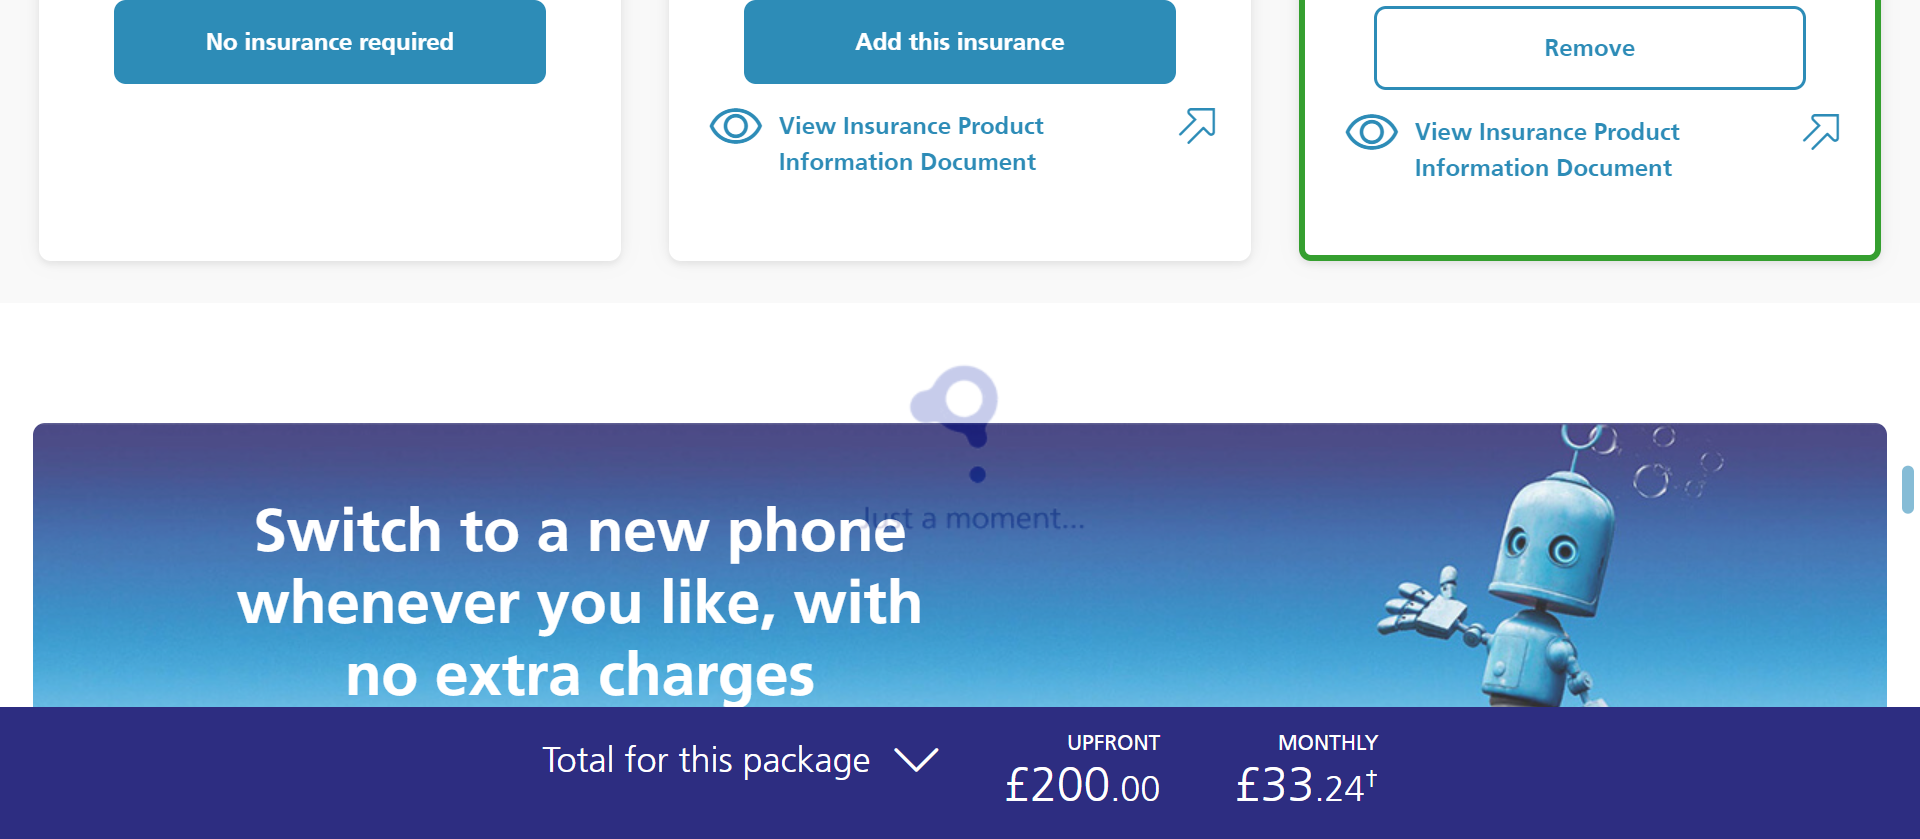 No insurance required
Add this insurance
Remove
View Insurance Product
Information Document
View Insurance Product
Information Document
Just a moment...
Switch to a new phone
whenever you like, with
no extra charges
Total for this package
UPFRONT
£200.00
MONTHLY
£33.24†